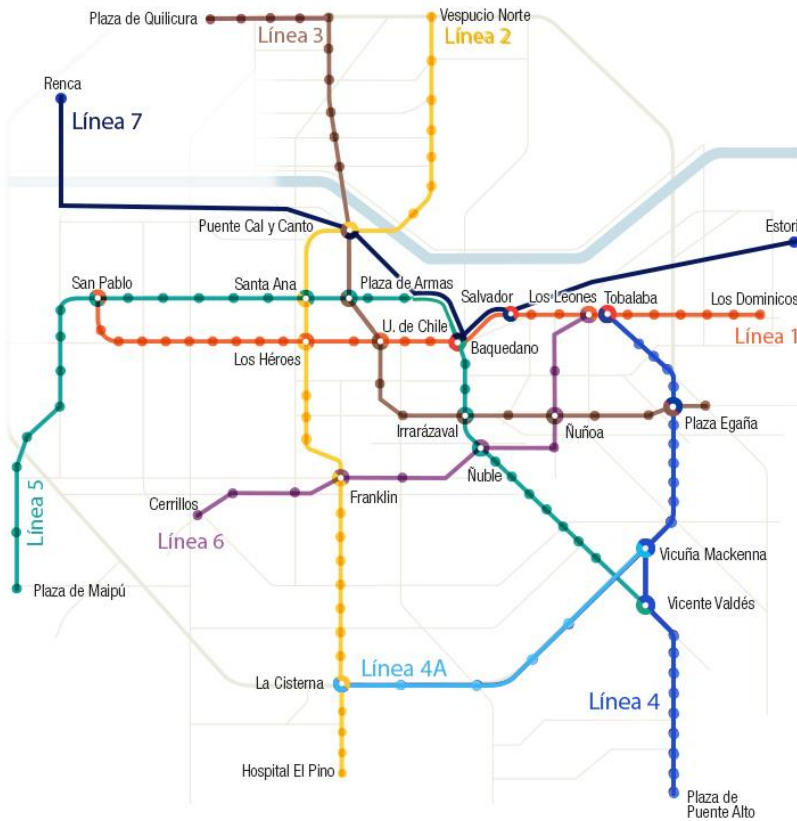 Plaza de Quilicura
Línea 3
Vespucio Norte
Línea 2
Renca
Línea 7
Puente Cal y Canto
Estori
San Pablo
Santa Ana
Plaza de Armas
Salvador
Los Leones
Tobalaba
Los Dominicos
Línea 1
U. de Chile
Los Héroes
Baquedano
Irrarázaval
Ñuñoa
Plaza Egaña
Ñuble
Franklin
Cerrillos
Línea 6
Línea 5
Vicuña Mackenna
Plaza de Maipú
Vicente Valdés
La Cisterna
Línea 4A
Línea 4
Hospital El Pino
Plaza de
Puente Alto